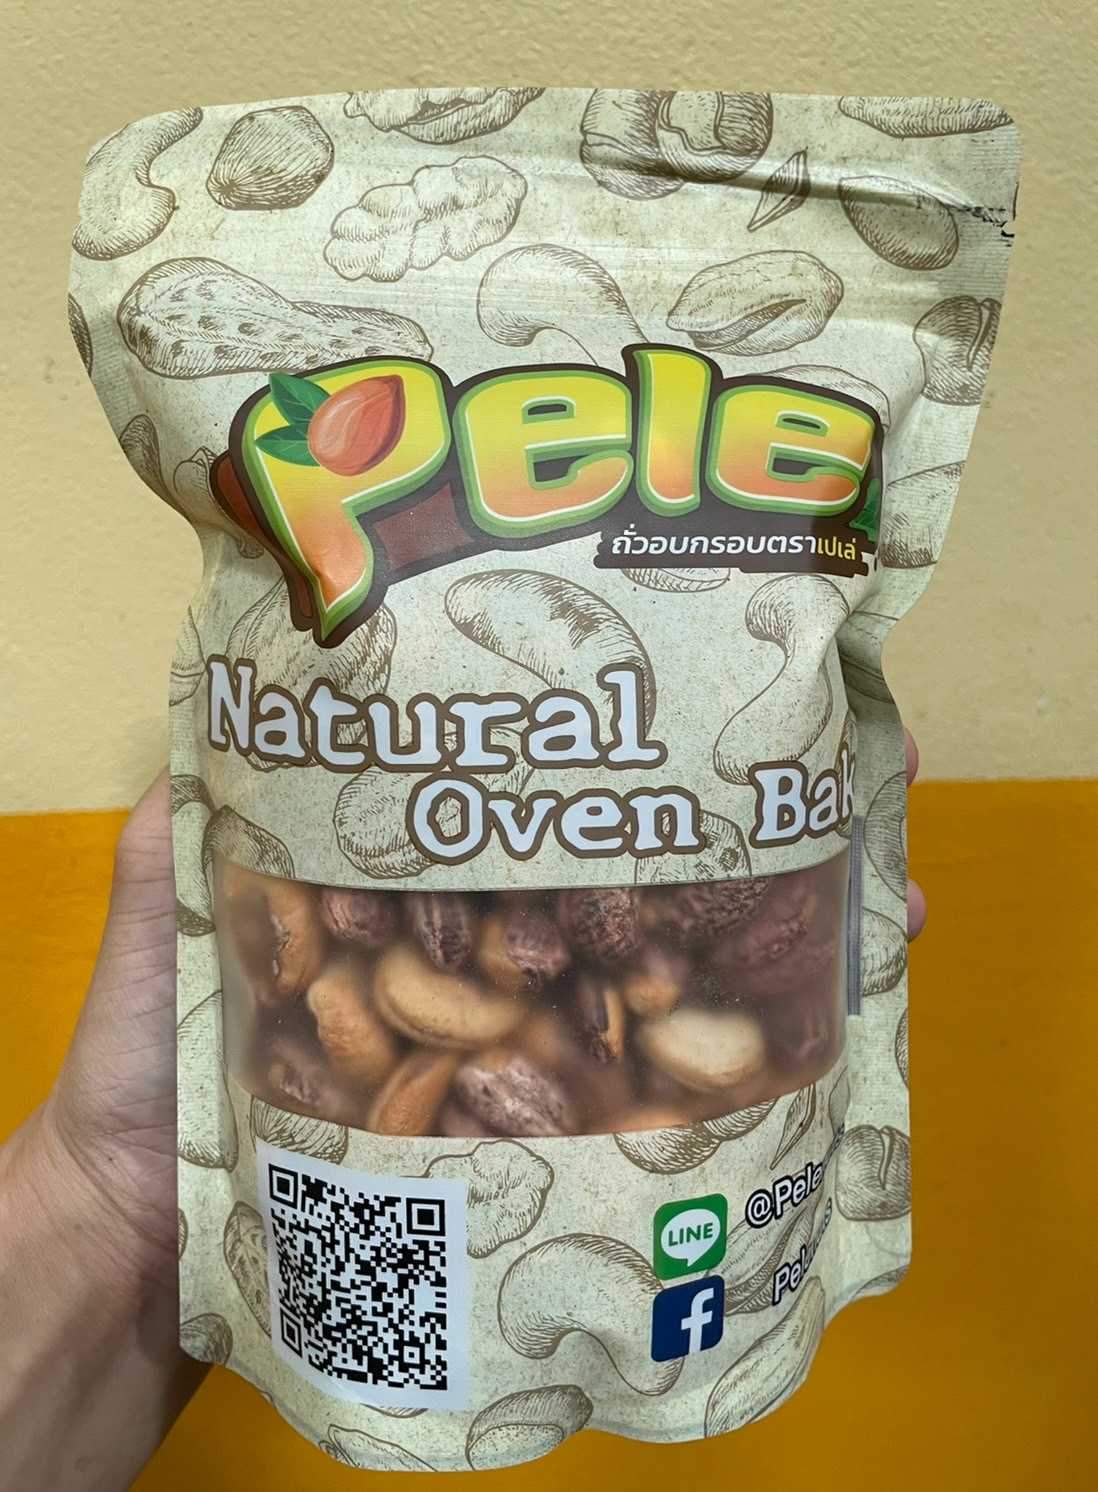 Pele
ถั่วอบกรอบตราเปเล่
Natural
Oven Bak
LINE
@Pele
f